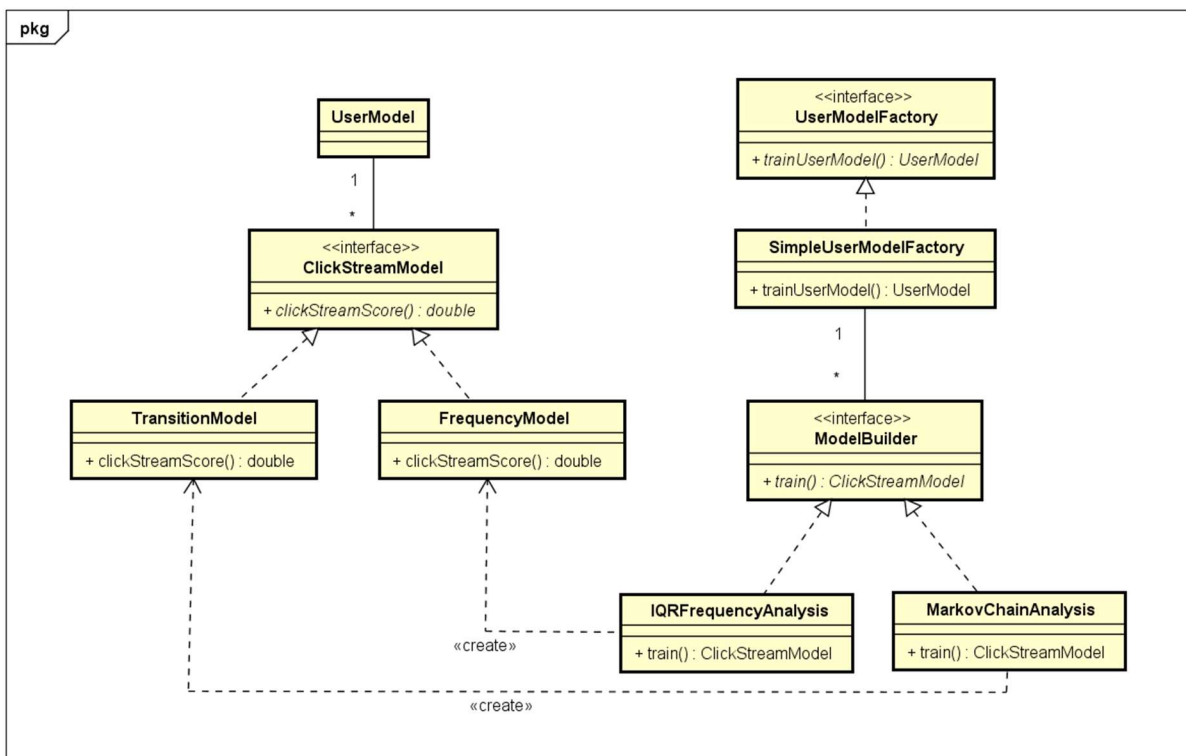 pkg
UserModel
1
*
<<interface>>
ClickStreamModel
+ clickStreamScore() : double
TransitionModel
+ clickStreamScore() : double
FrequencyModel
+ clickStreamScore() : double
<<interface>>
UserModelFactory
+ trainUserModel() : UserModel
SimpleUserModelFactory
+ trainUserModel() : UserModel
1
*
<<interface>>
ModelBuilder
+ train() : ClickStreamModel
IQRFrequencyAnalysis
+ train() : ClickStreamModel
MarkovChainAnalysis
+ train() : ClickStreamModel
«create»
«create»